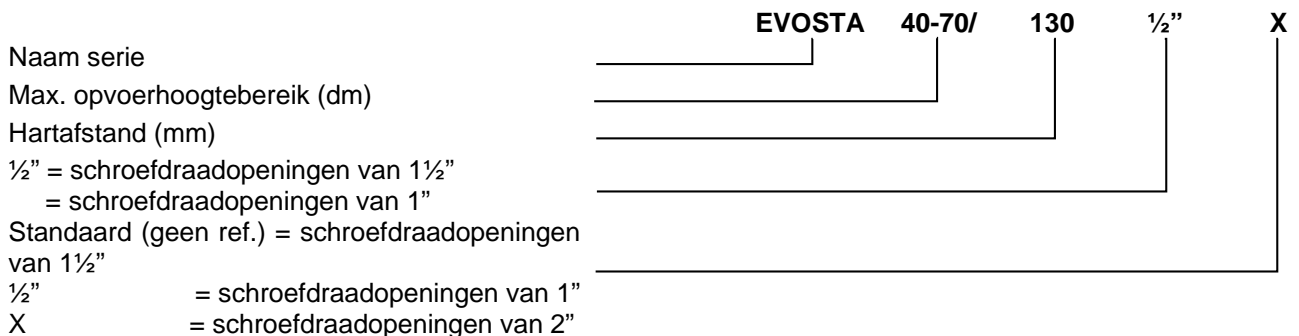 EVOSTA 40-70/ 130 ½” X
Naam serie
Max. opvoerhoogtebereik (dm)
Hartafstand (mm)
½” = schroefdraadopeningen van 1½”
= schroefdraadopeningen van 1”
Standaard (geen ref.) = schroefdraadopeningen
van 1½”
½” = schroefdraadopeningen van 1”
X = schroefdraadopeningen van 2”